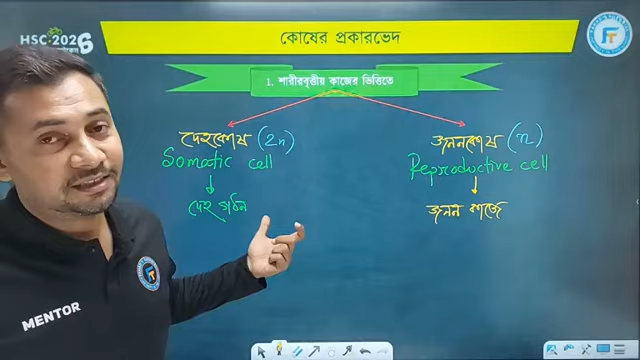 HSC 2026
কোষের প্রকারভেদ
1. শারীরবৃত্তীয় কাজের ভিত্তিতে
দেহকোষ (2n)
Somatic cell
দেহ গঠন
জননকোষ (n)
Reproductive cell
জনন কাজে
MENTOR